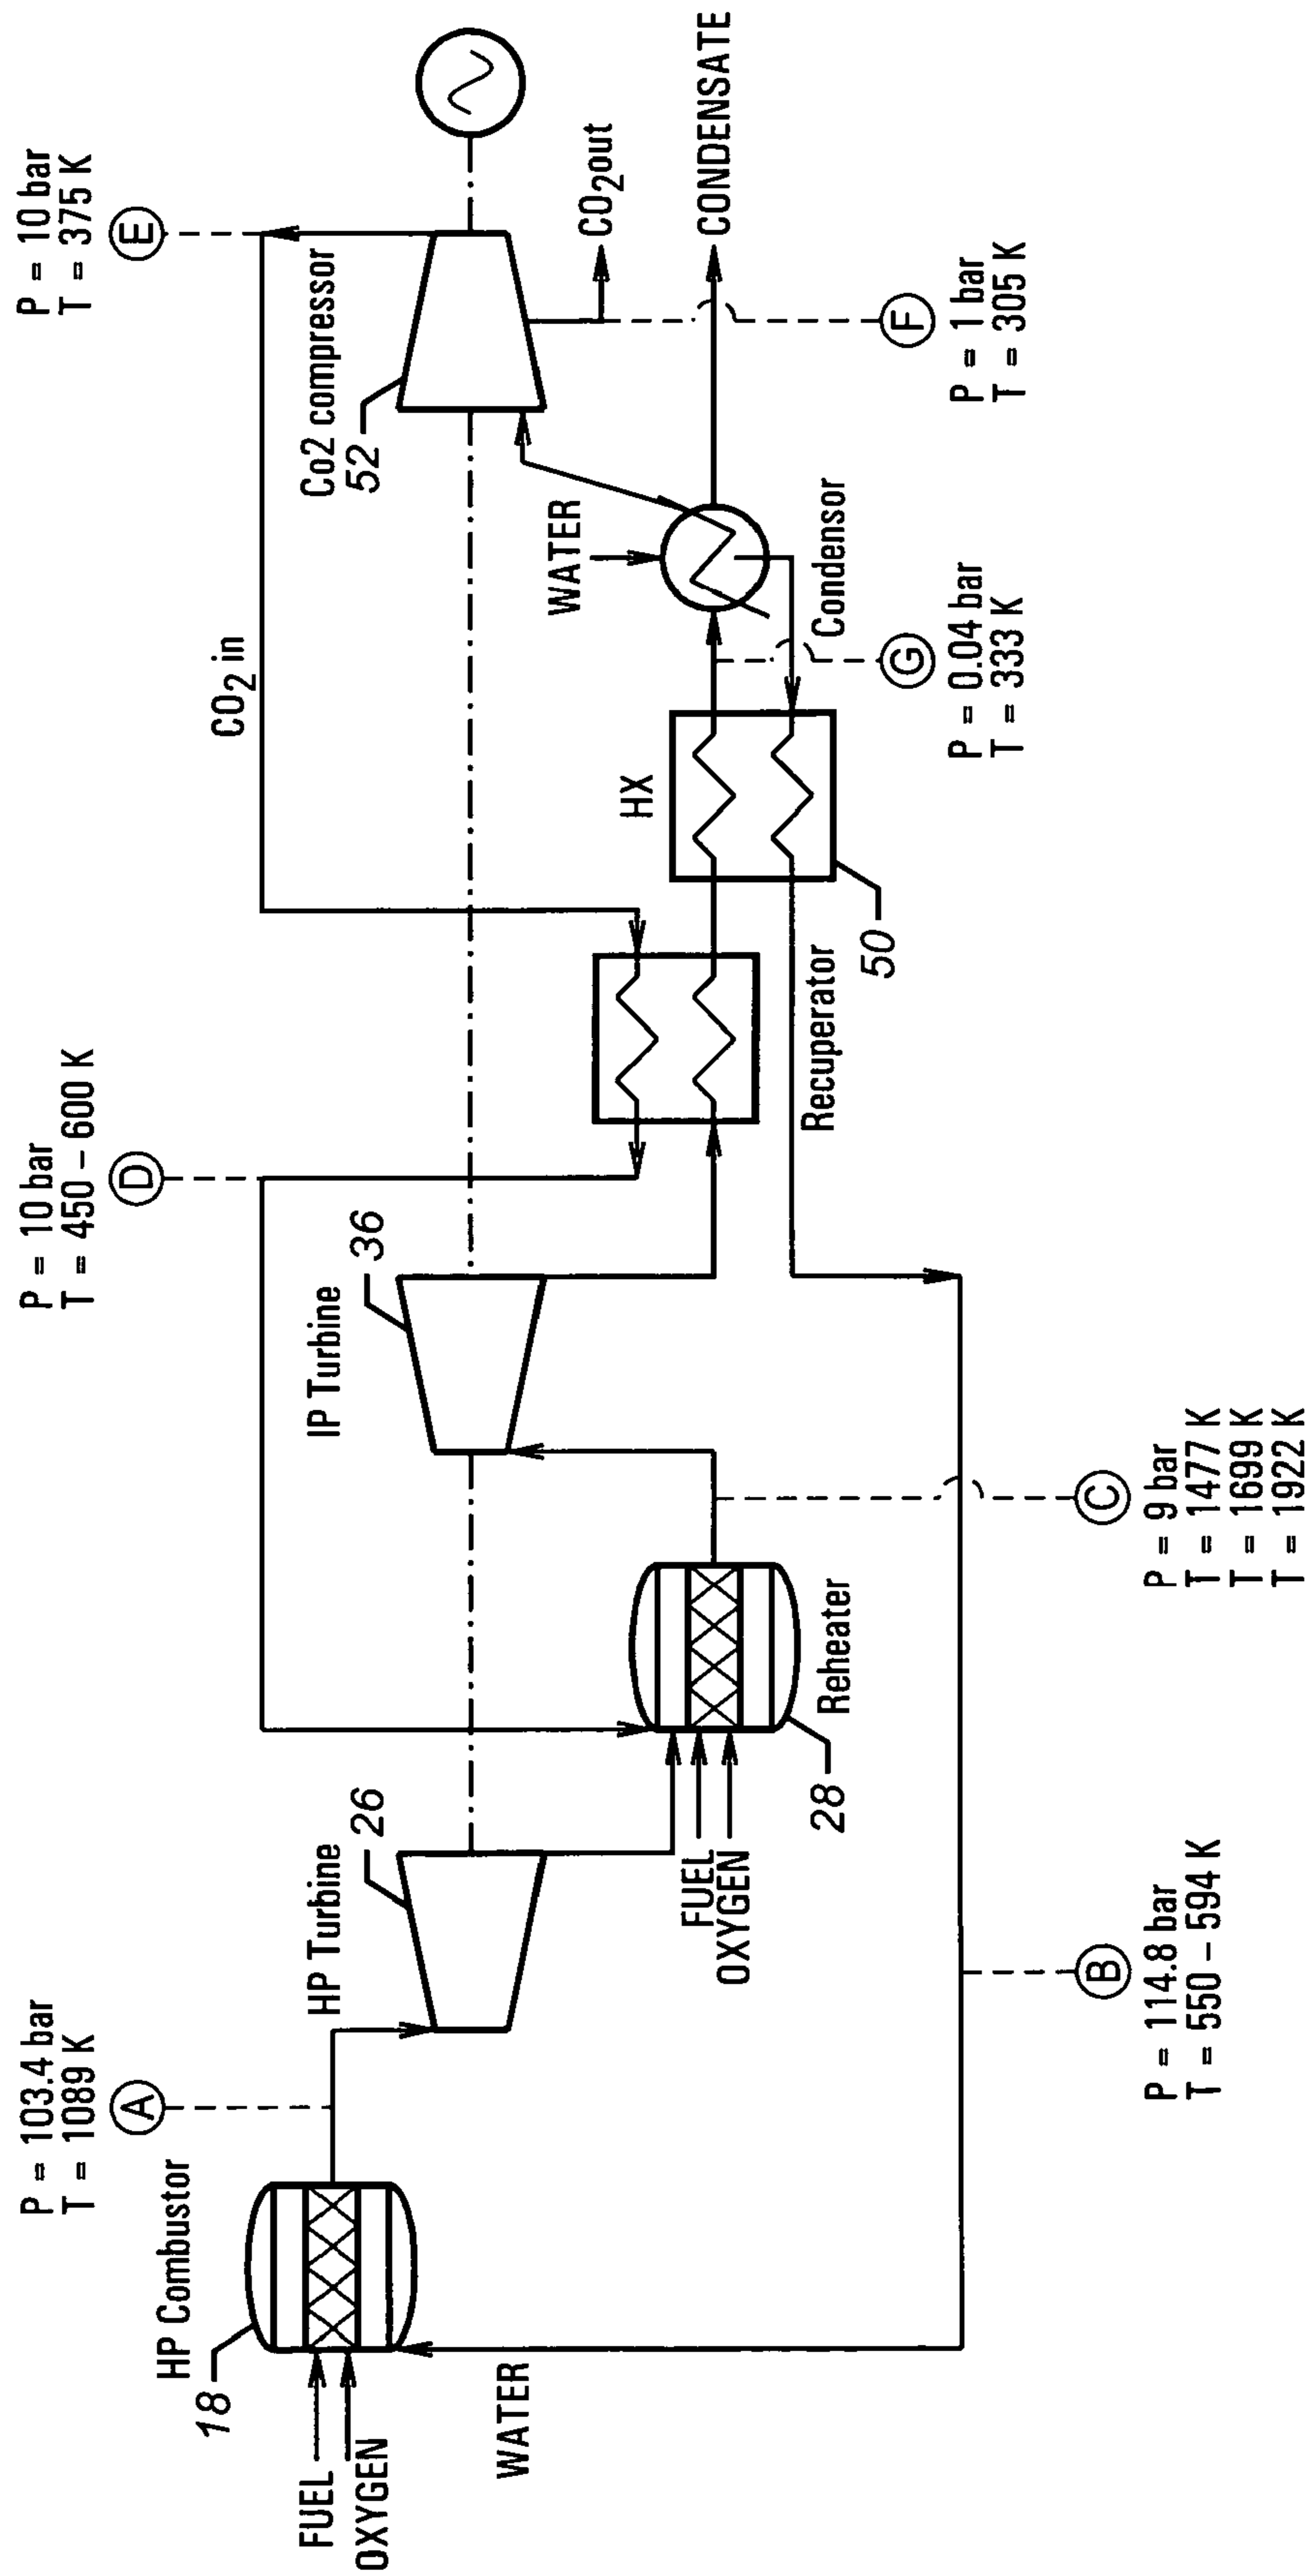 P = 103.4 bar
T = 1089 K
A
HP Combustor
18
FUEL
OXYGEN
WATER
HP Turbine
26
FUEL
OXYGEN
Reheater
28
P = 114.8 bar
T = 550 – 594 K
B
P = 9 bar
T = 1477 K
T = 1699 K
T = 1922 K
C
IP Turbine
36
P = 10 bar
T = 450 – 600 K
D
Recuperator
HX
50
CO2 in
P = 0.04 bar
T = 333 K
G
Condensor
WATER
Co2 compressor
52
P = 10 bar
T = 375 K
E
CO2out
CONDENSATE
F
P = 1 bar
T = 305 K